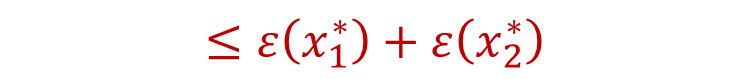 ≤ ε(x₁*) + ε(x₂*)